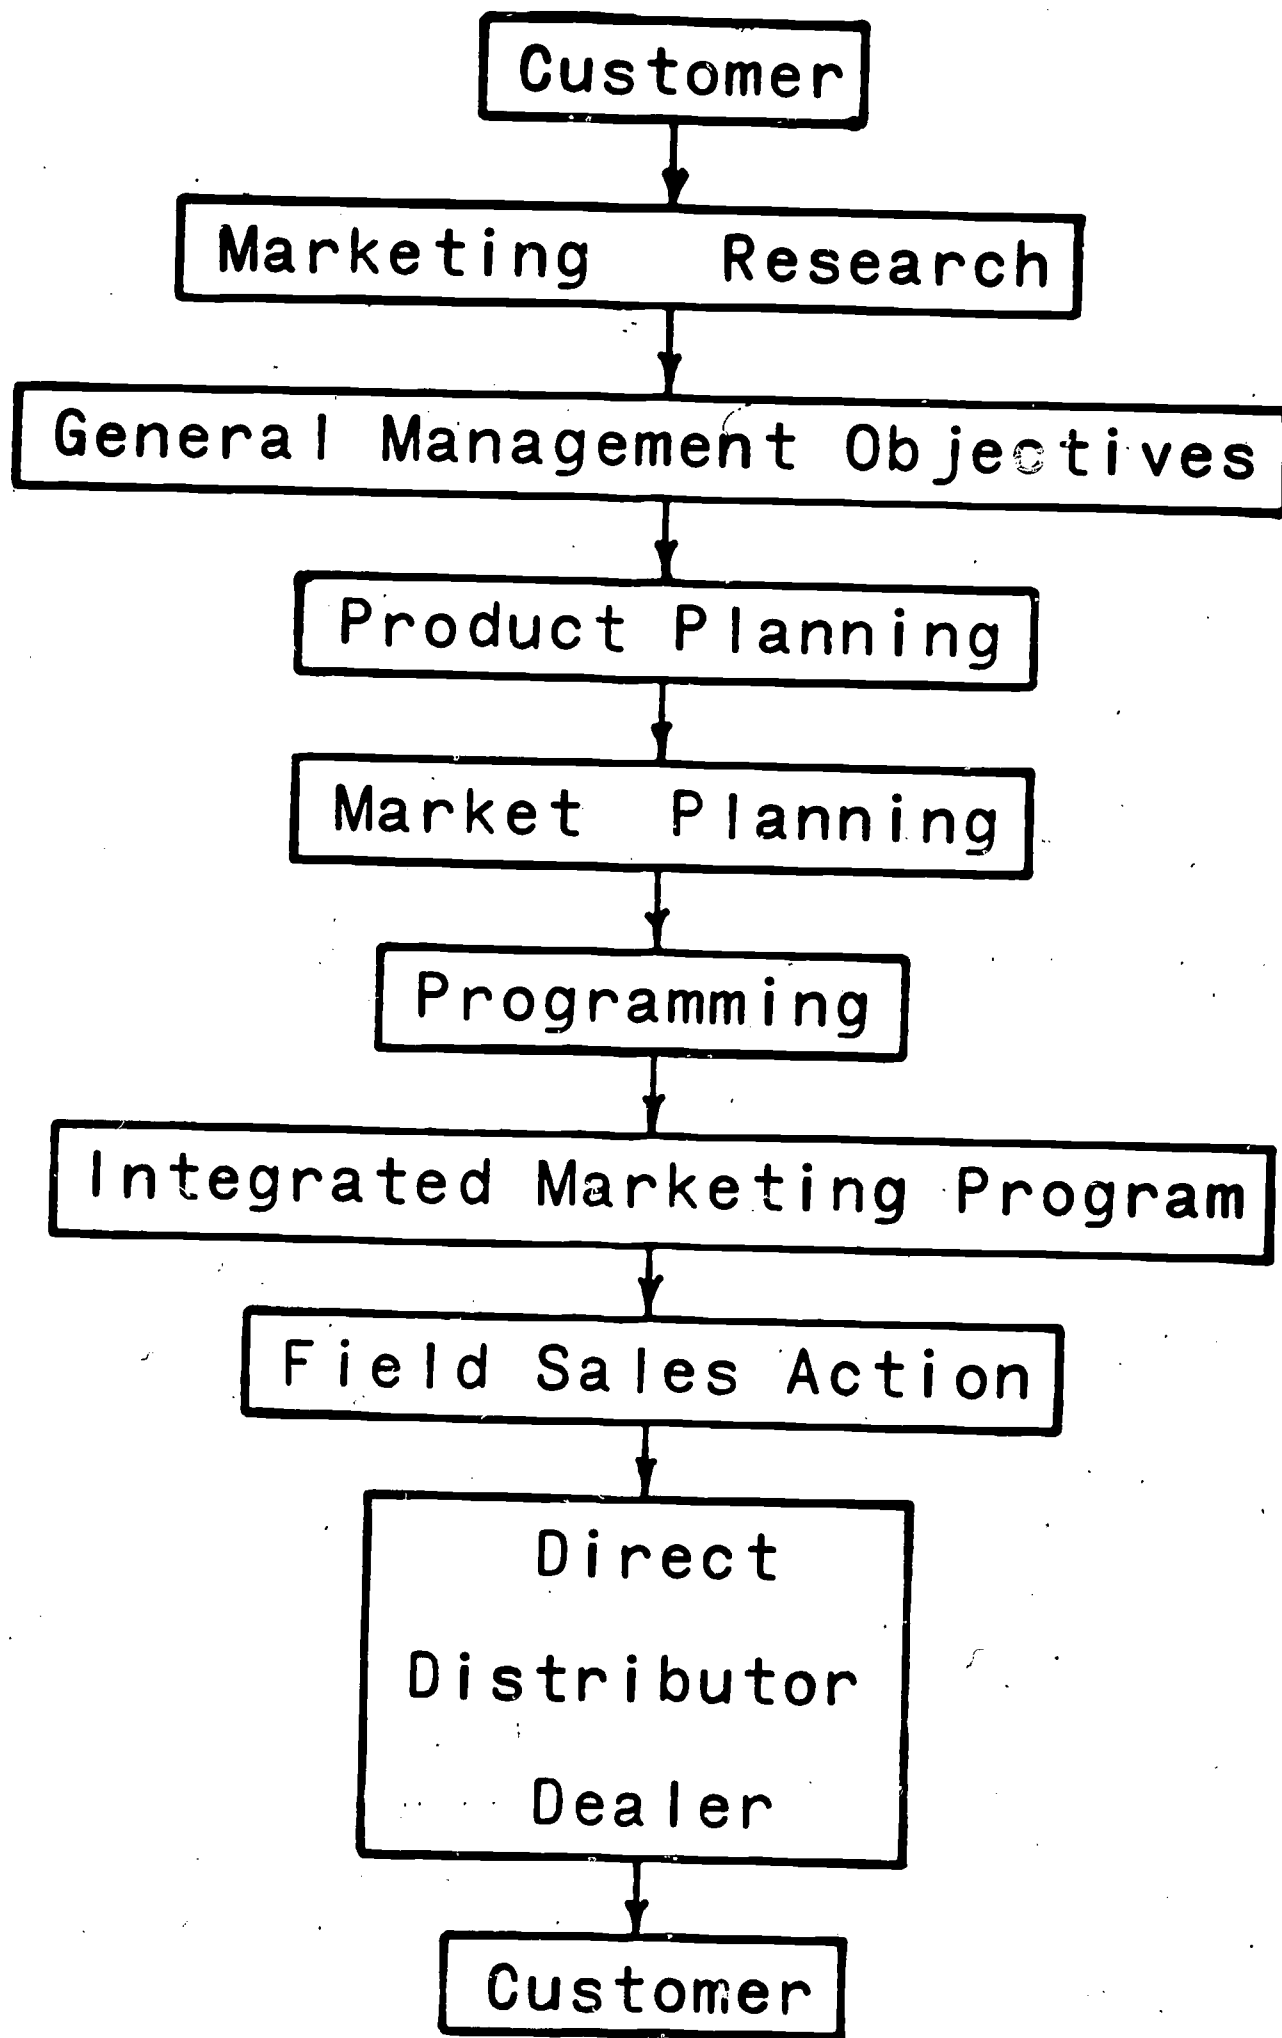 Customer
Marketing Research
General Management Objectives
Product Planning
Market Planning
Programming
Integrated Marketing Program
Field Sales Action
Direct
Distributor
Dealer
Customer